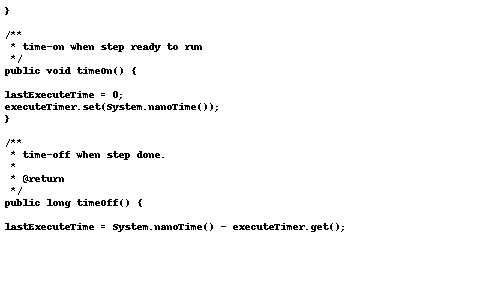 }
/**
 * time-on when step ready to run
 */
public void timeOn() {
lastExecuteTime = 0;
executeTimer.set(System.nanoTime());
}
/**
 * time-off when step done.
 *
 * @return
 */
public long timeOff() {
lastExecuteTime = System.nanoTime() - executeTimer.get();